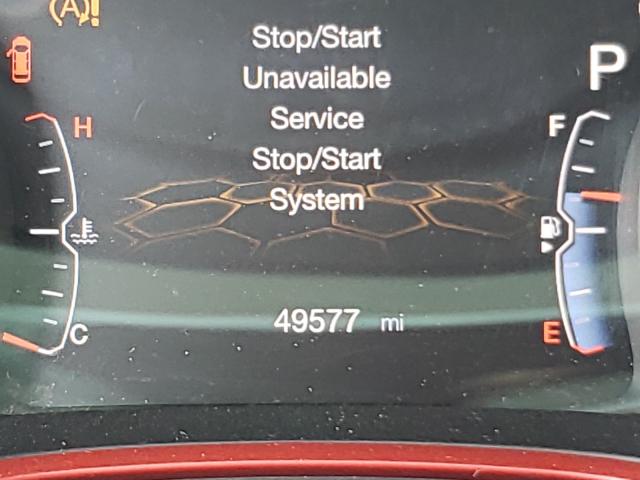 (A)!
Stop/Start
P
Unavailable
H
Service
F
Stop/Start
System
49577 mi
C
E